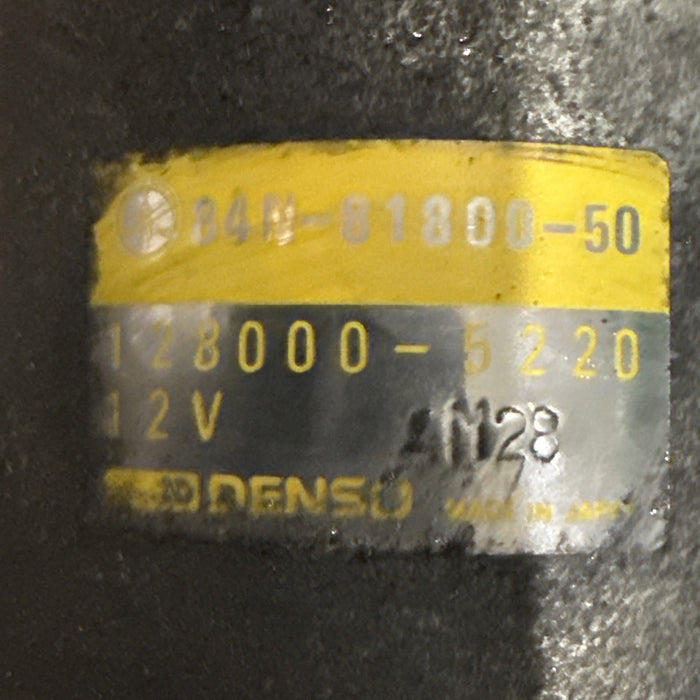 84N-81800-50
128000-5220
12V 4M28
DENSO MADE IN JAPAN